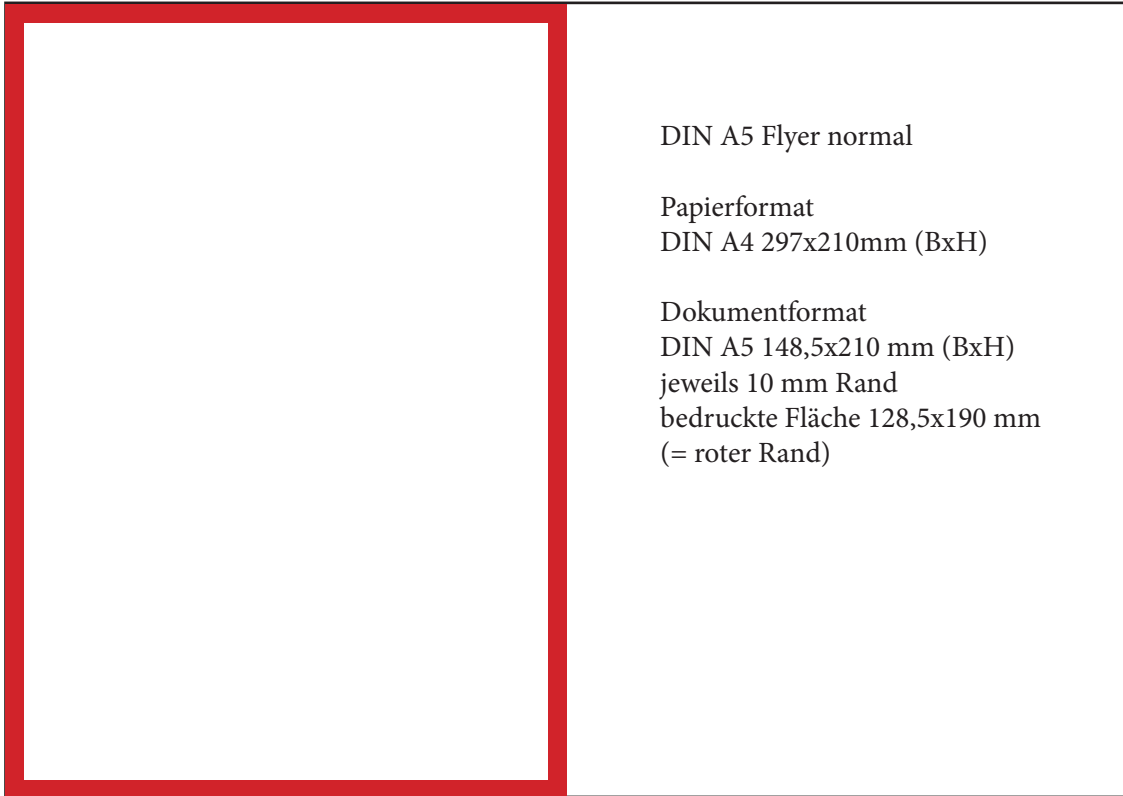 DIN A5 Flyer normal
Papierformat
DIN A4 297x210mm (BxH)
Dokumentformat
DIN A5 148,5x210 mm (BxH)
jeweils 10 mm Rand
bedruckte Fläche 128,5x190 mm
(= roter Rand)